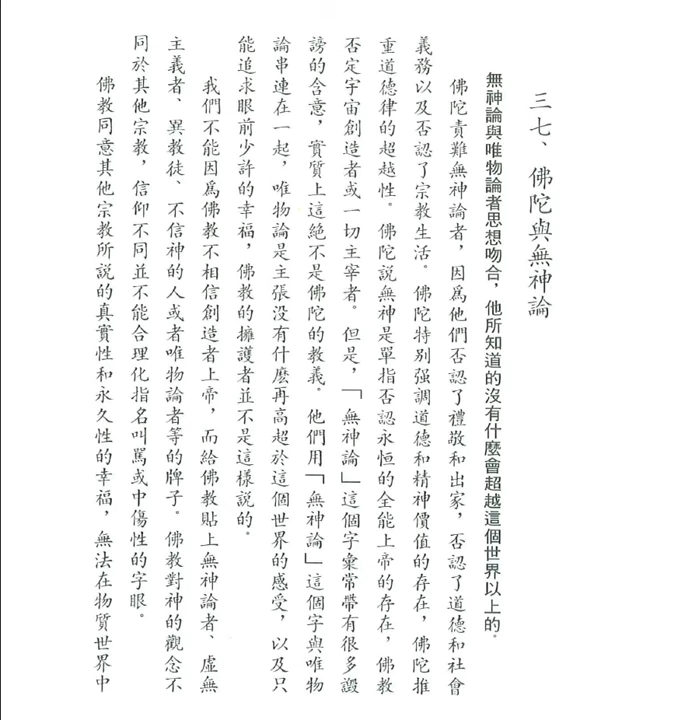 三七、佛陀與無神論
無神論與唯物論者思想吻合，他所知道的沒有什麼會超越這個世界以上的。
佛陀責難無神論者，因爲他們否認了禮敬和出家，否認了道德和社會
義務以及否認了宗教生活。佛陀特別强調道德和精神價值的存在，佛陀推
重道德律的超越性。佛陀説無神是單指否認永恒的全能上帝的存在，佛教
否定宇宙創造者或一切主宰者。但是，「無神論」這個字彙常帶有很多譭
謗的含意，實質上這絶不是佛陀的教義。他們用「無神論」這個字與唯物
論串連在一起，唯物論是主張没有什麽再高超於這個世界的感受，以及只
能追求眼前少許的幸福，佛教的擁護者並不是這樣説的。
我們不能因爲佛教不相信創造者上帝，而給佛教貼上無神論者、虛無
主義者、異教徒、不信神的人或者唯物論者等的牌子。佛教對神的觀念不
同於其他宗教，信仰不同並不能合理化指名叫罵或中傷性的字眼。
佛教同意其他宗教所説的真實性和永久性的幸福，無法在物質世界中